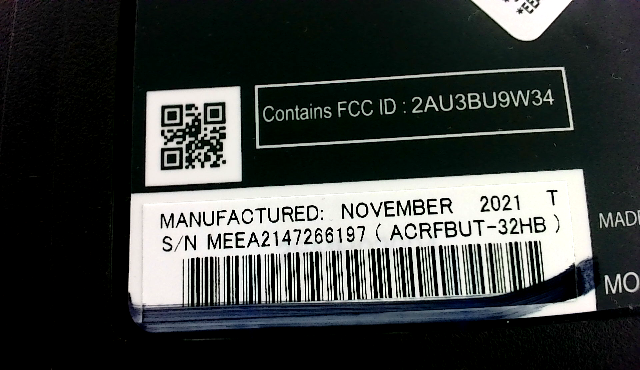 Contains FCC ID : 2AU3BU9W34
MANUFACTURED: NOVEMBER 2021 T
S/N MEEA2147266197 ( ACRFBUT-32HB )